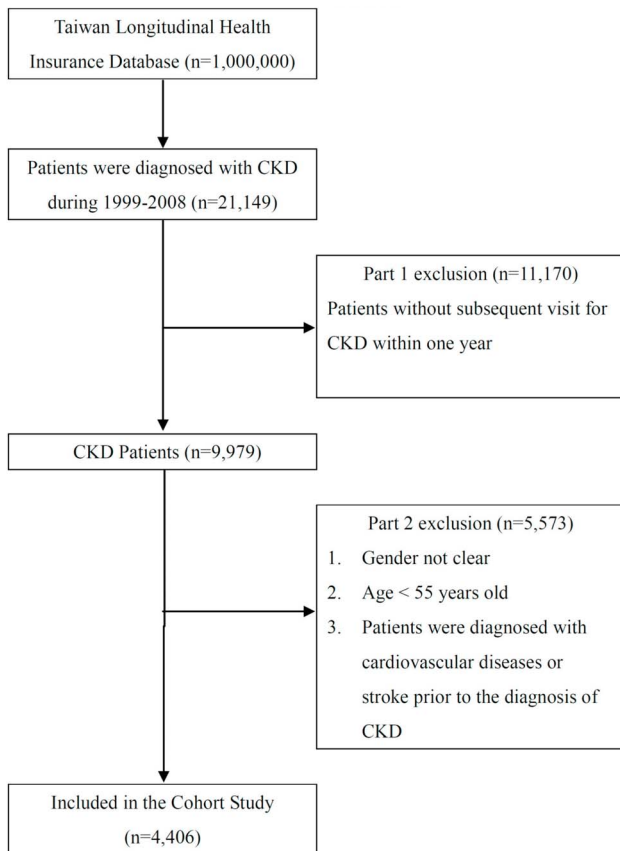 Taiwan Longitudinal Health
Insurance Database (n=1,000,000)
Patients were diagnosed with CKD
during 1999-2008 (n=21,149)
Part 1 exclusion (n=11,170)
Patients without subsequent visit for
CKD within one year
CKD Patients (n=9,979)
Part 2 exclusion (n=5,573)
1. Gender not clear
2. Age < 55 years old
3. Patients were diagnosed with
cardiovascular diseases or
stroke prior to the diagnosis of
CKD
Included in the Cohort Study
(n=4,406)